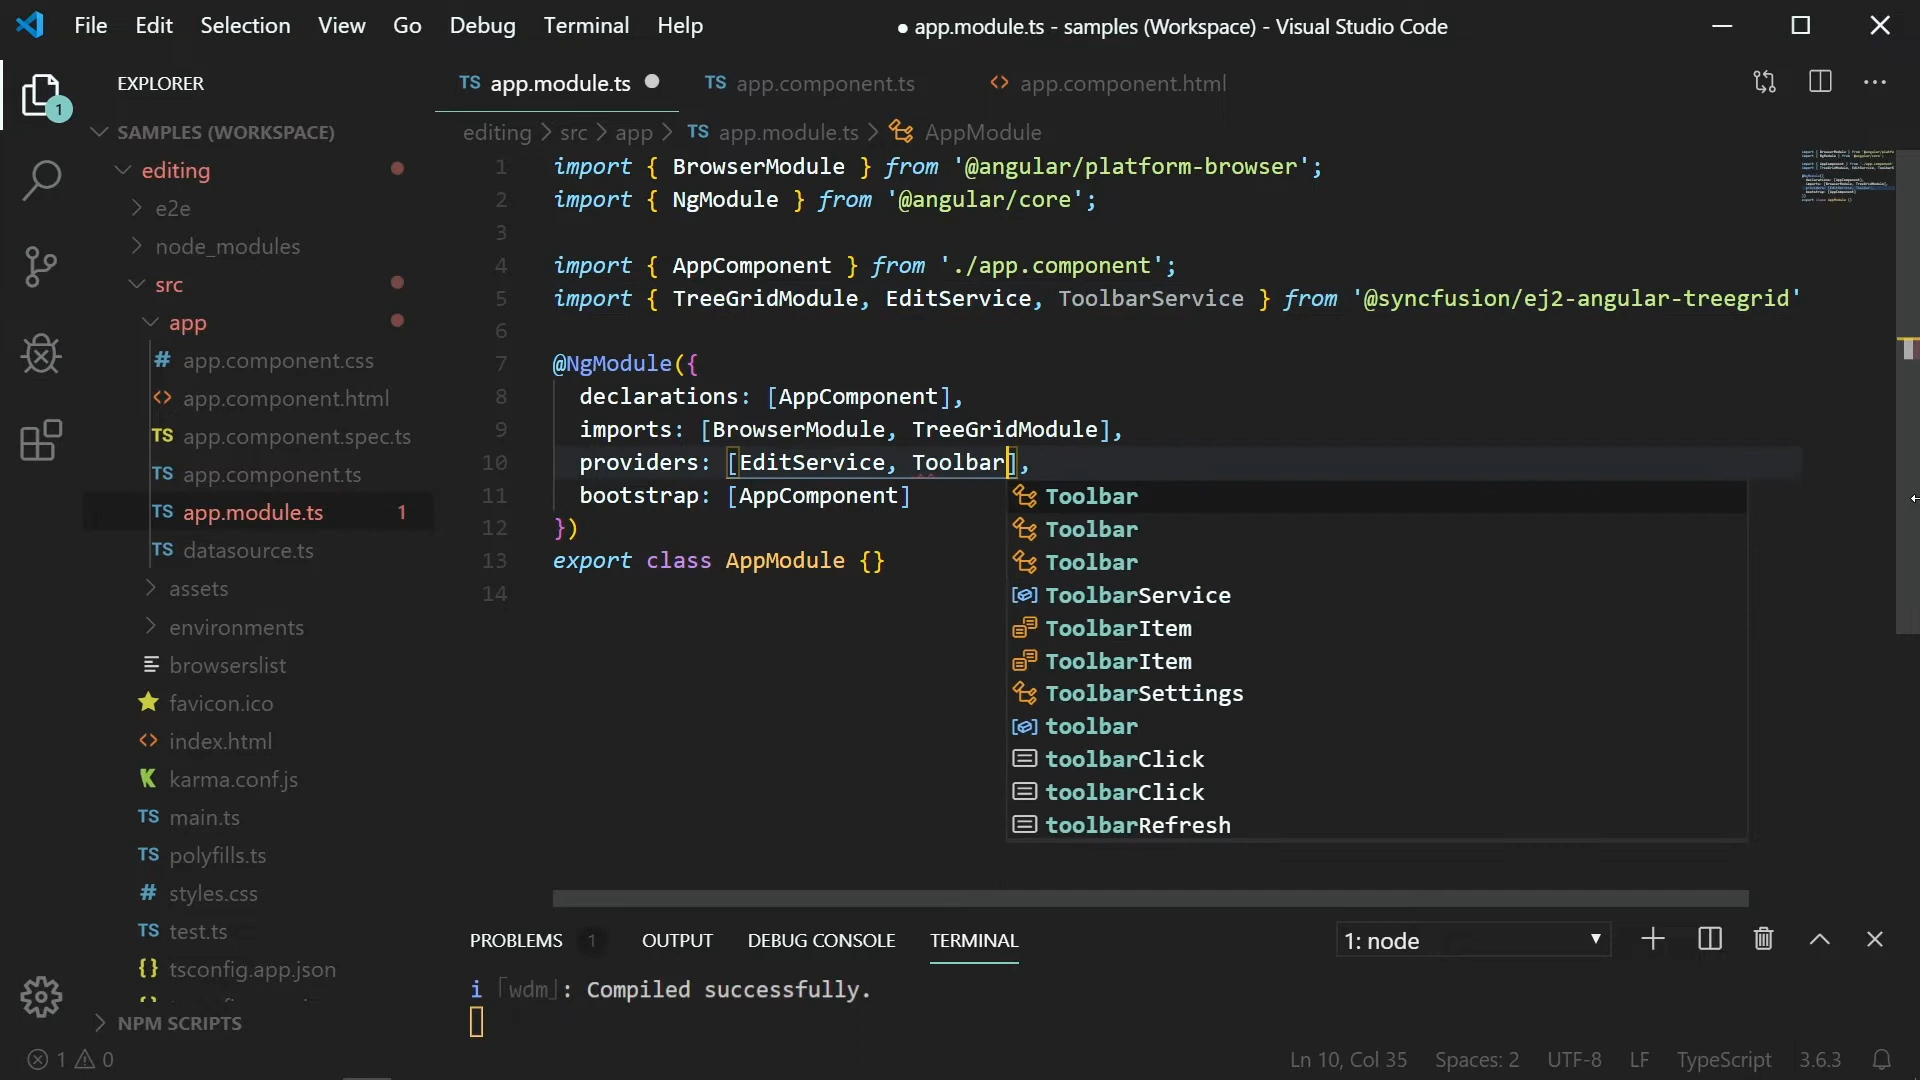 File Edit Selection View Go Debug Terminal Help
● app.module.ts - samples (Workspace) - Visual Studio Code
EXPLORER
TS app.module.ts
TS app.component.ts
<> app.component.html
1
SAMPLES (WORKSPACE)
editing
e2e
node_modules
src
app
# app.component.css
<> app.component.html
TS app.component.spec.ts
TS app.component.ts
TS app.module.ts 1
TS datasource.ts
assets
environments
browserslist
favicon.ico
<> index.html
K karma.conf.js
TS main.ts
TS polyfills.ts
# styles.css
TS test.ts
{} tsconfig.app.json
NPM SCRIPTS
editing > src > app > TS app.module.ts > AppModule
1 import { BrowserModule } from '@angular/platform-browser';
2 import { NgModule } from '@angular/core';
3
4 import { AppComponent } from './app.component';
5 import { TreeGridModule, EditService, ToolbarService } from '@syncfusion/ej2-angular-treegrid'
6
7 @NgModule({
8 declarations: [AppComponent],
9 imports: [BrowserModule, TreeGridModule],
10 providers: [EditService, Toolbar],
11 bootstrap: [AppComponent]
12 })
13 export class AppModule {}
14
Toolbar
Toolbar
Toolbar
ToolbarService
ToolbarItem
ToolbarItem
ToolbarSettings
toolbar
toolbarClick
toolbarClick
toolbarRefresh
PROBLEMS 1 OUTPUT DEBUG CONSOLE TERMINAL 1: node
i ｢wdm｣: Compiled successfully.
1 0 Ln 10, Col 35 Spaces: 2 UTF-8 LF TypeScript 3.6.3